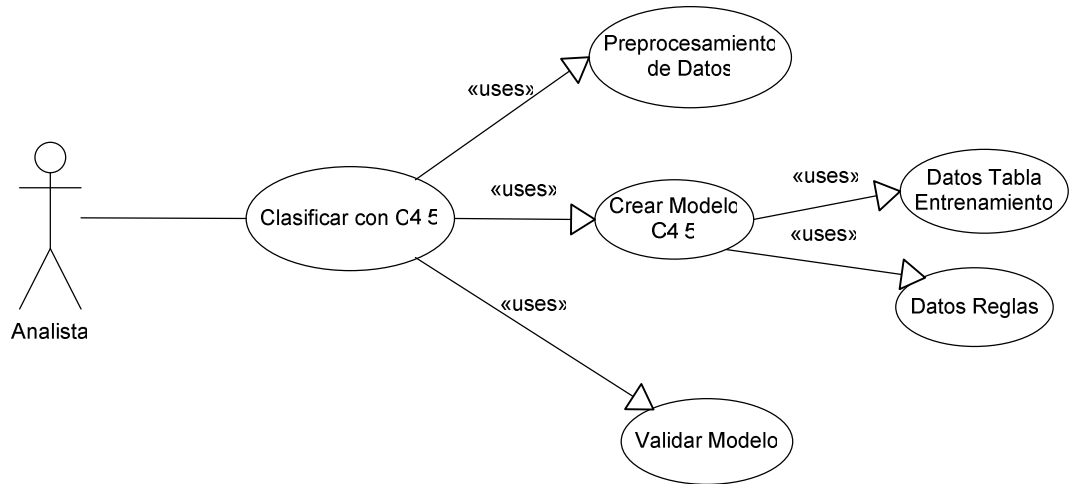 Preprocesamiento
de Datos
«uses»
«uses»
«uses»
Datos Tabla
Entrenamiento
Clasificar con C4 5
Crear Modelo
C4 5
«uses»
«uses»
Datos Reglas
Analista
Validar Modelo